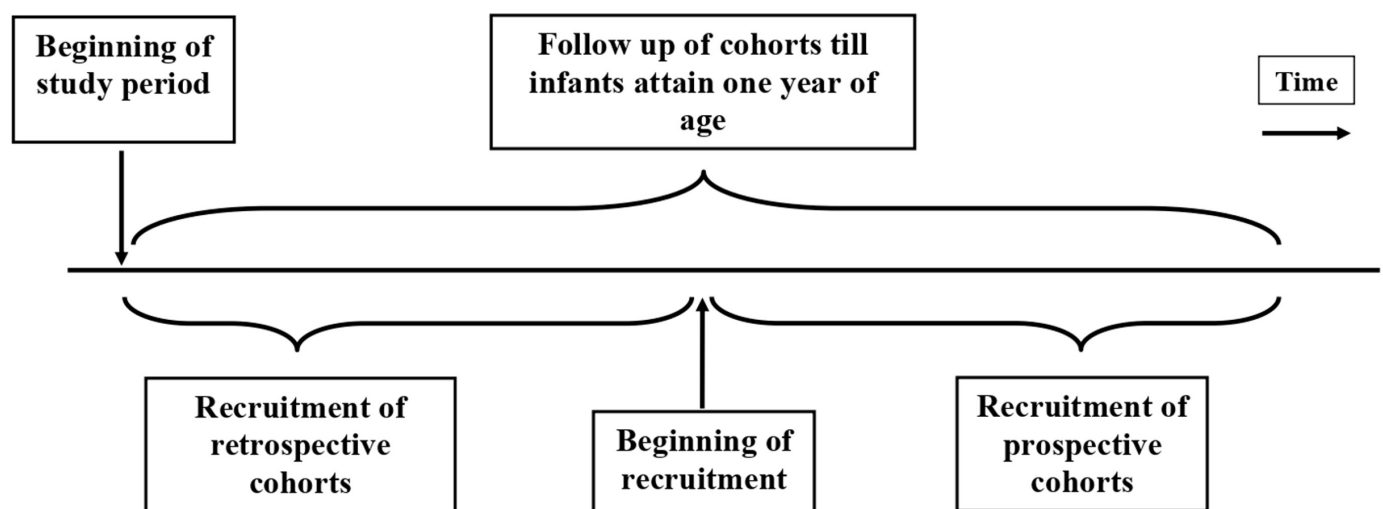 Beginning of
study period
Follow up of cohorts till
infants attain one year of
age
Time
Recruitment of
retrospective
cohorts
Beginning of
recruitment
Recruitment of
prospective
cohorts